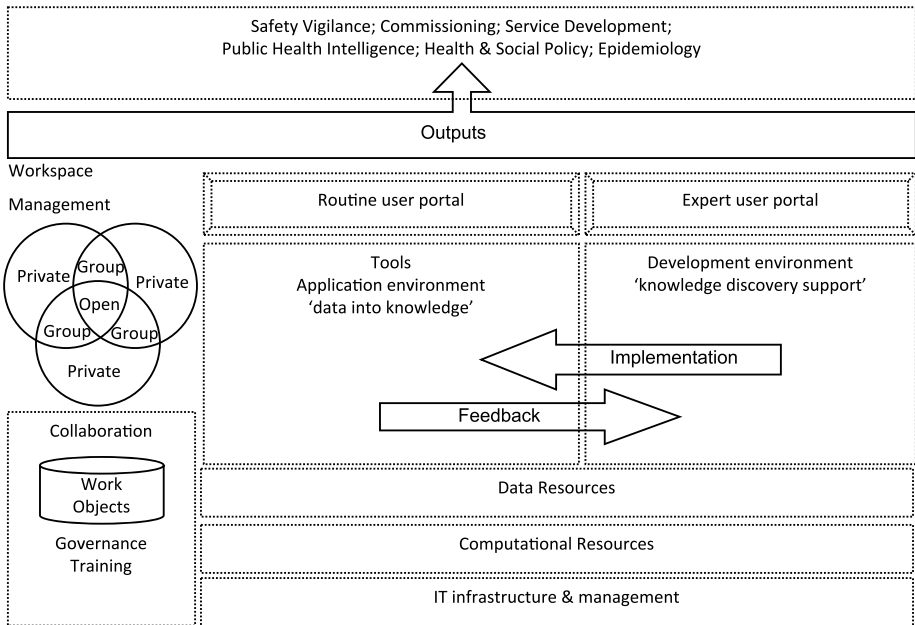 Safety Vigilance; Commissioning; Service Development;
Public Health Intelligence; Health & Social Policy; Epidemiology
Outputs
Workspace
Management
Private
Group
Private
Open
Group
Group
Private
Routine user portal
Expert user portal
Tools
Application environment
‘data into knowledge’
Development environment
‘knowledge discovery support’
Implementation
Feedback
Collaboration
Work
Objects
Governance
Training
Data Resources
Computational Resources
IT infrastructure & management